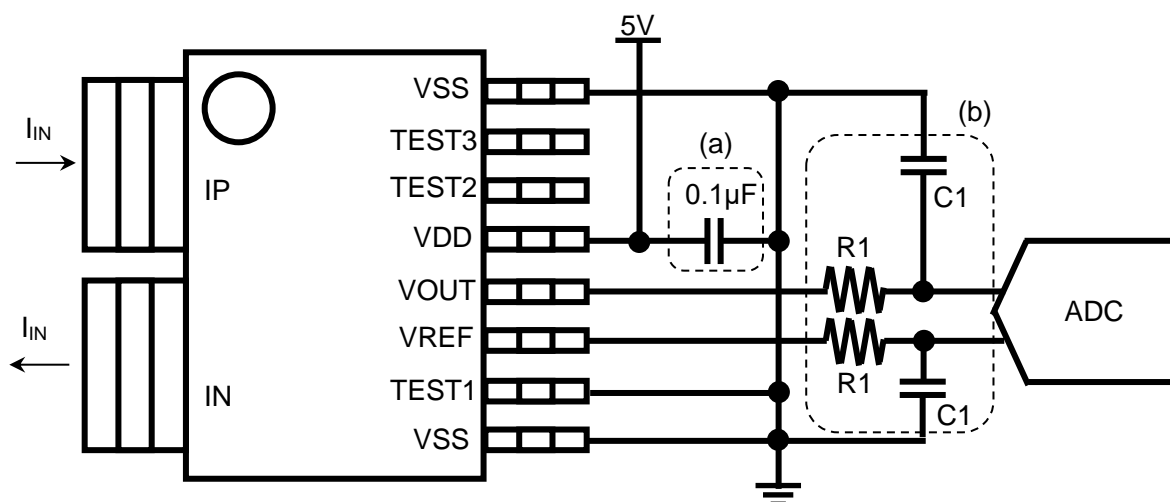 5V
VSS
(b)
TEST3
(a)
I_IN
TEST2
0.1µF
C1
IP
VDD
R1
VOUT
ADC
I_IN
VREF
R1
IN
TEST1
C1
VSS